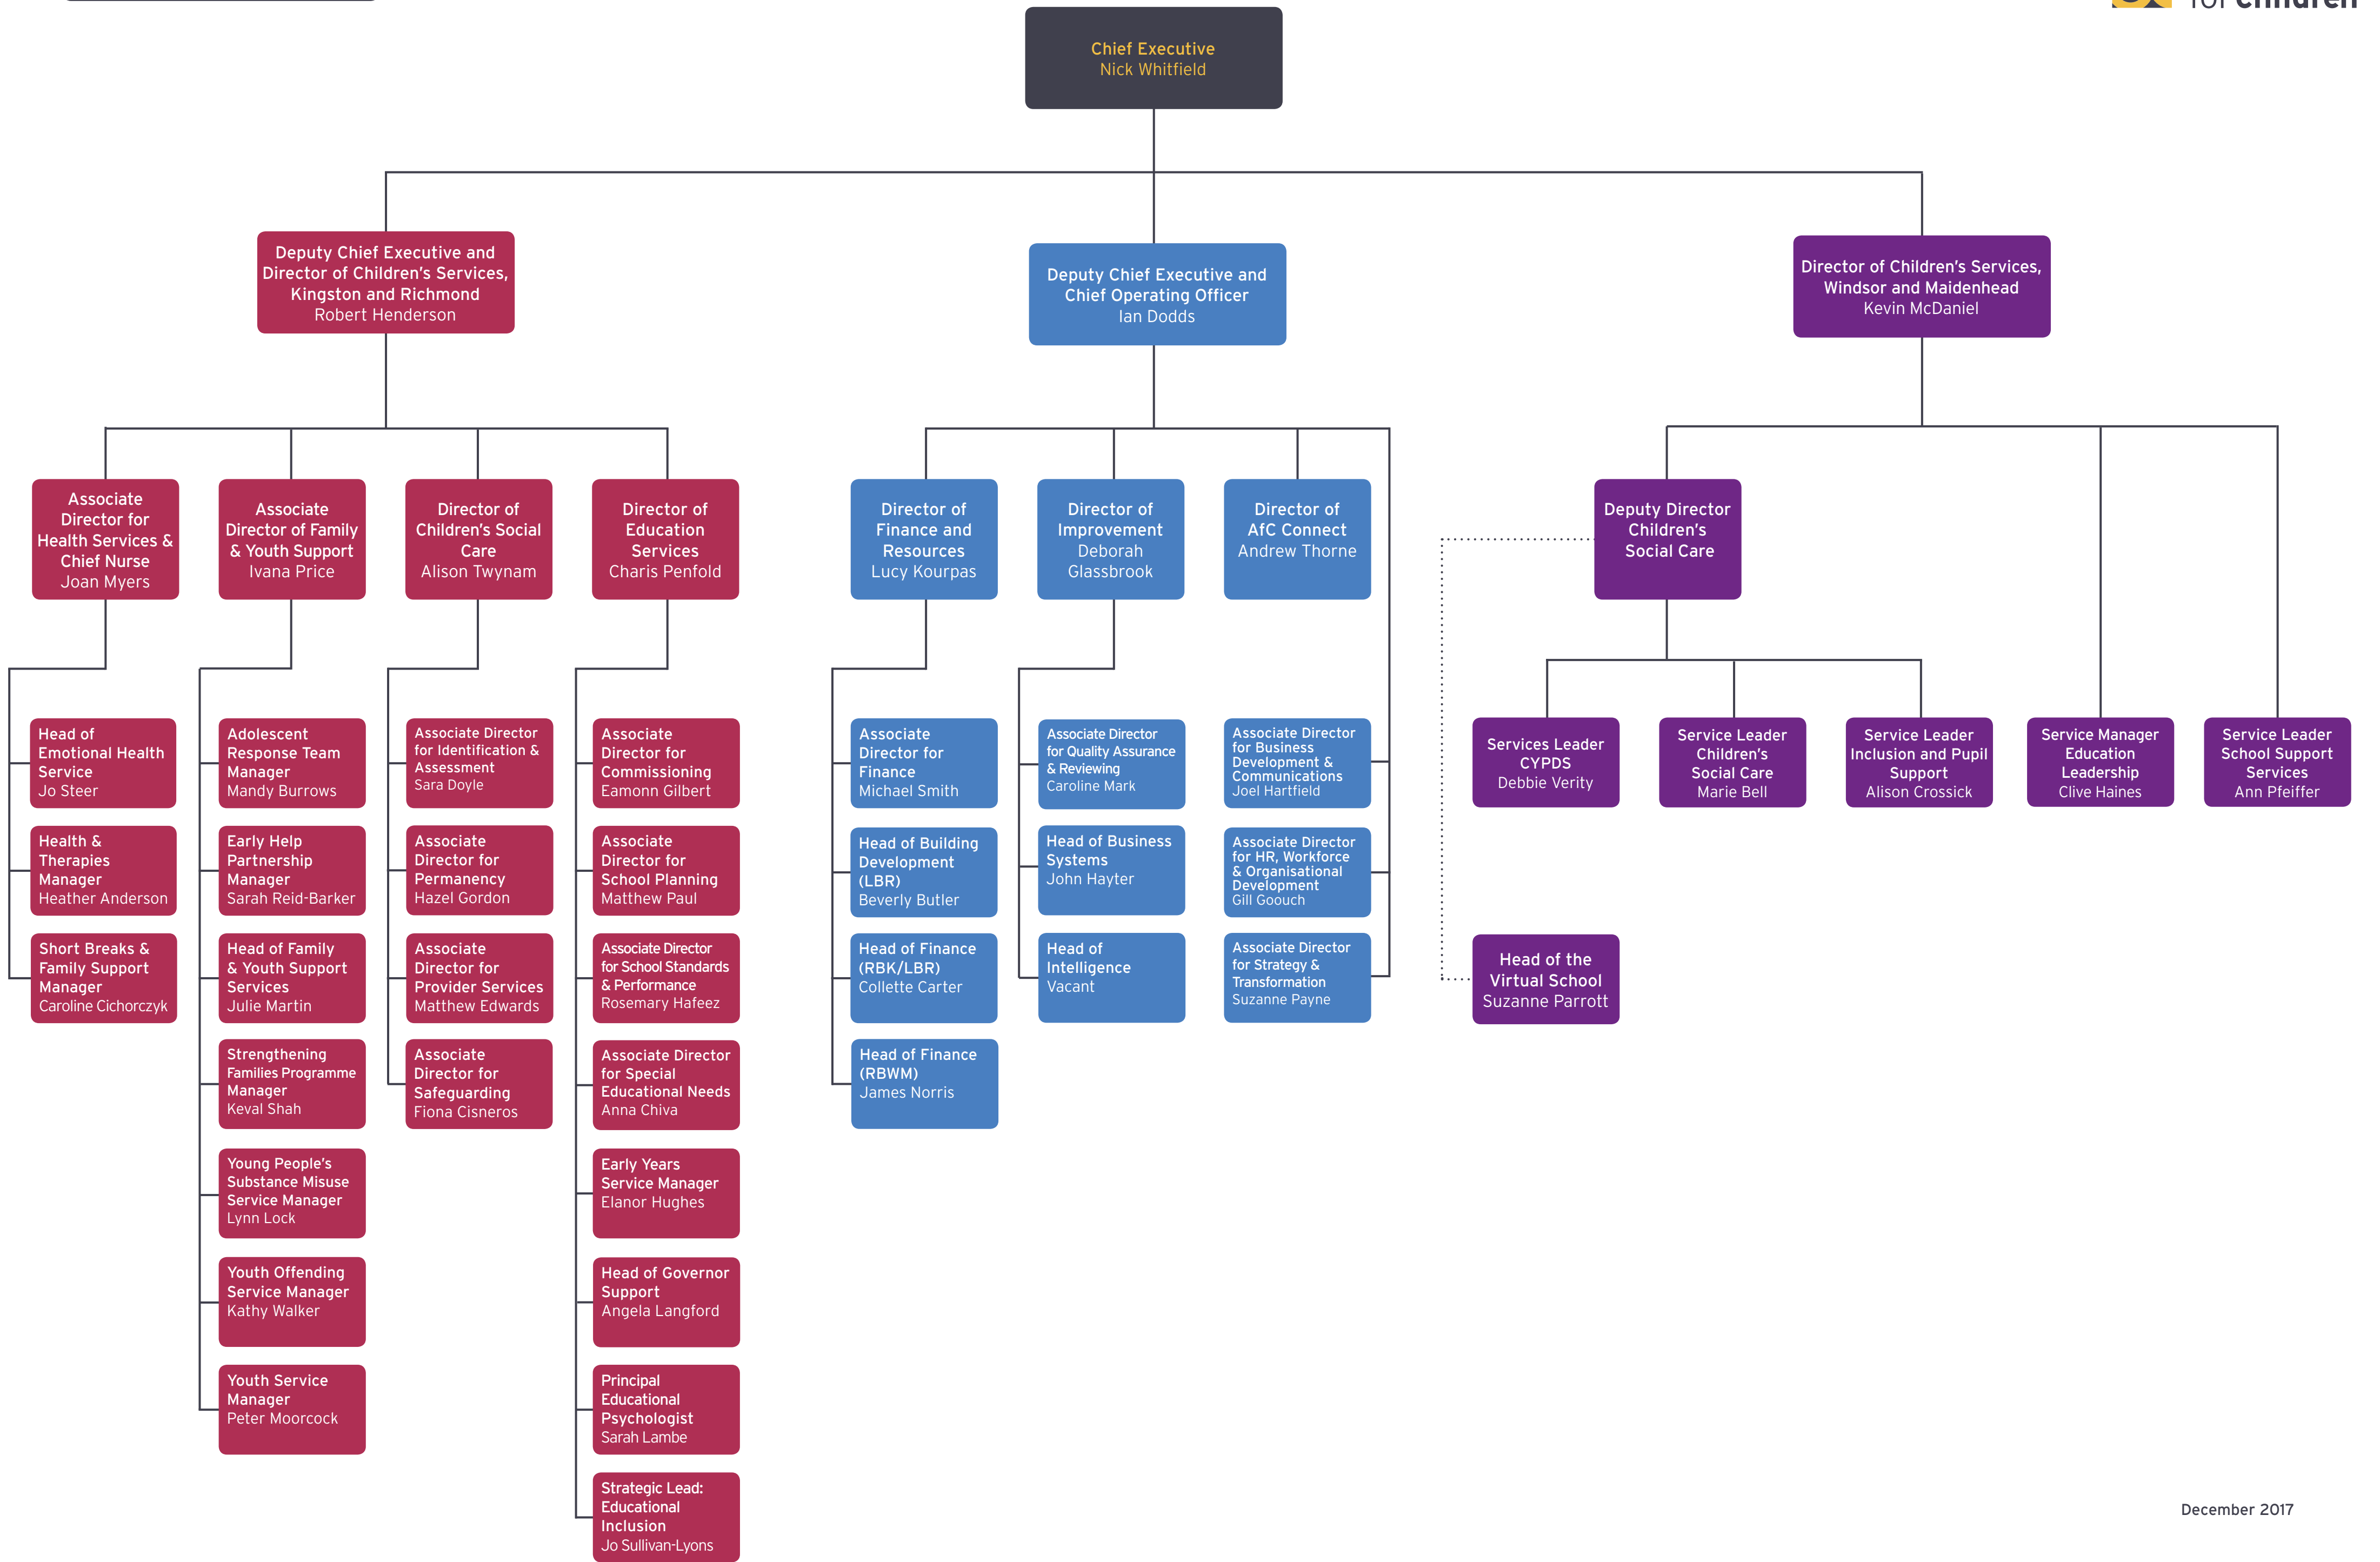 for children
Chief Executive
Nick Whitfield
Deputy Chief Executive and
Director of Children's Services,
Kingston and Richmond
Robert Henderson
Deputy Chief Executive and
Chief Operating Officer
Ian Dodds
Director of Children's Services,
Windsor and Maidenhead
Kevin McDaniel
Associate
Director for
Health Services &
Chief Nurse
Joan Myers
Associate
Director of Family
& Youth Support
Ivana Price
Director of
Children's Social
Care
Alison Twynam
Director of
Education
Services
Charis Penfold
Director of
Finance and
Resources
Lucy Kourpas
Director of
Improvement
Deborah
Glassbrook
Director of
AfC Connect
Andrew Thorne
Deputy Director
Children's
Social Care
Head of
Emotional Health
Service
Jo Steer
Health &
Therapies
Manager
Heather Anderson
Short Breaks &
Family Support
Manager
Caroline Cichorczyk
Adolescent
Response Team
Manager
Mandy Burrows
Early Help
Partnership
Manager
Sarah Reid-Barker
Head of Family
& Youth Support
Services
Julie Martin
Strengthening
Families Programme
Manager
Keval Shah
Young People's
Substance Misuse
Service Manager
Lynn Lock
Youth Offending
Service Manager
Kathy Walker
Youth Service
Manager
Peter Moorcock
Associate Director
for Identification &
Assessment
Sara Doyle
Associate
Director for
Permanency
Hazel Gordon
Associate
Director for
Provider Services
Matthew Edwards
Associate
Director for
Safeguarding
Fiona Cisneros
Associate
Director for
Commissioning
Eamonn Gilbert
Associate
Director for
School Planning
Matthew Paul
Associate Director
for School Standards
& Performance
Rosemary Hafeez
Associate Director
for Special
Educational Needs
Anna Chiva
Early Years
Service Manager
Elanor Hughes
Head of Governor
Support
Angela Langford
Principal
Educational
Psychologist
Sarah Lambe
Strategic Lead:
Educational
Inclusion
Jo Sullivan-Lyons
Associate
Director for
Finance
Michael Smith
Head of Building
Development
(LBR)
Beverly Butler
Head of Finance
(RBK/LBR)
Collette Carter
Head of Finance
(RBWM)
James Norris
Associate Director
for Quality Assurance
& Reviewing
Caroline Mark
Head of Business
Systems
John Hayter
Head of
Intelligence
Vacant
Associate Director
for Business
Development &
Communications
Joel Hartfield
Associate Director
for HR, Workforce
& Organisational
Development
Gill Goouch
Associate Director
for Strategy &
Transformation
Suzanne Payne
Services Leader
CYPDS
Debbie Verity
Service Leader
Children's
Social Care
Marie Bell
Service Leader
Inclusion and Pupil
Support
Alison Crossick
Service Manager
Education
Leadership
Clive Haines
Service Leader
School Support
Services
Ann Pfeiffer
Head of the
Virtual School
Suzanne Parrott
December 2017